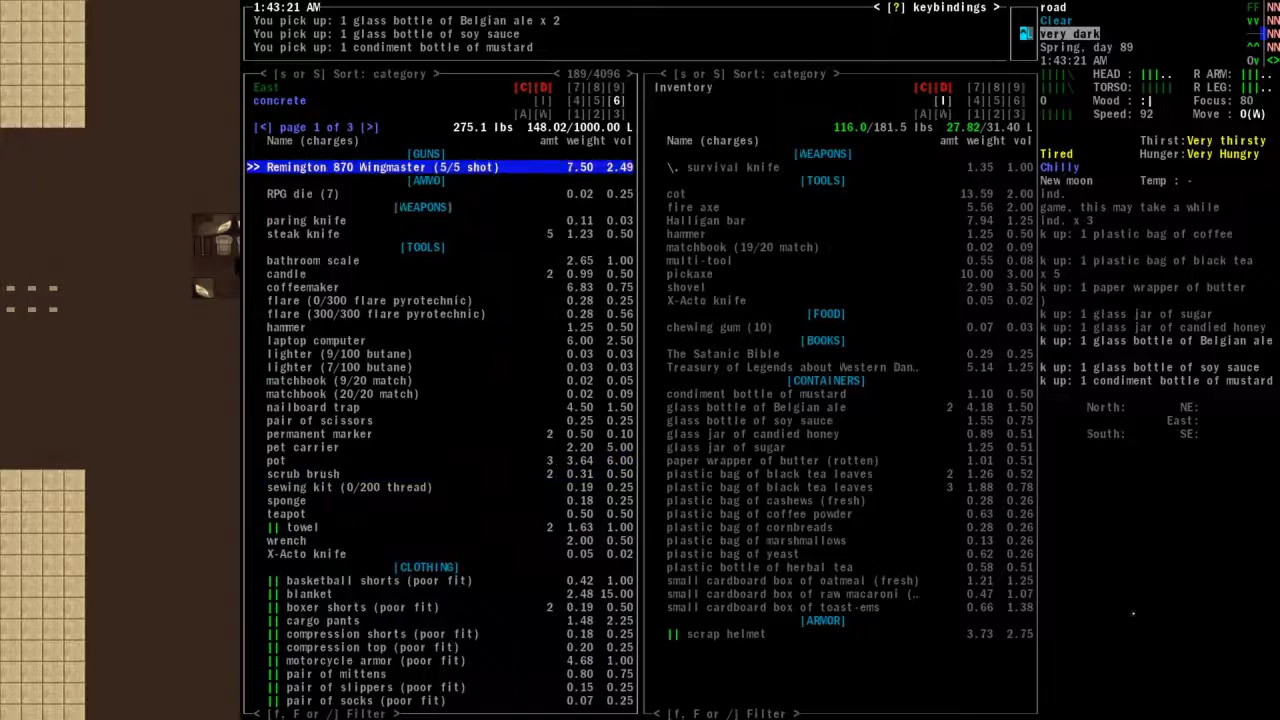 1:43:21 AM
< [?] keybindings >
You pick up: 1 glass bottle of Belgian ale x 2
You pick up: 1 glass bottle of soy sauce
You pick up: 1 condiment bottle of mustard
< [s or S] Sort: category >
< 189/4096 >
East
[C][D] [7][8][9]
concrete
[I] [4][5][6]
[A][W] [1][2][3]
[<] page 1 of 3 [>]
275.1 lbs 148.02/1000.00 L
Name (charges) amt weight vol
[GUNS]
>> Remington 870 Wingmaster (5/5 shot) 7.50 2.49
[AMMO]
RPG die (7) 0.02 0.25
[WEAPONS]
paring knife 0.11 0.03
steak knife 5 1.23 0.50
[TOOLS]
bathroom scale 2.65 1.00
candle 2 0.99 0.50
coffeemaker 6.83 0.75
flare (0/300 flare pyrotechnic) 0.28 0.25
flare (300/300 flare pyrotechnic) 0.28 0.56
hammer 1.25 0.50
laptop computer 6.00 2.50
lighter (9/100 butane) 0.03 0.03
lighter (7/100 butane) 0.03 0.03
matchbook (9/20 match) 0.02 0.05
matchbook (20/20 match) 0.02 0.09
nailboard trap 4.50 1.50
pair of scissors 0.25 0.25
permanent marker 2 0.50 0.10
pet carrier 2.20 5.00
pot 3 3.64 6.00
scrub brush 2 0.31 0.50
sewing kit (0/200 thread) 0.19 0.25
sponge 0.18 0.25
teapot 0.50 0.50
|| towel 2 1.63 1.00
wrench 2.00 0.50
X-Acto knife 0.05 0.02
[CLOTHING]
|| basketball shorts (poor fit) 0.42 1.00
|| blanket 2.48 15.00
|| boxer shorts (poor fit) 2 0.19 0.50
|| cargo pants 1.48 2.25
|| compression shorts (poor fit) 0.18 0.25
|| compression top (poor fit) 0.20 0.25
|| motorcycle armor (poor fit) 4.68 1.00
|| pair of mittens 0.80 0.75
|| pair of slippers (poor fit) 0.15 0.25
|| pair of socks (poor fit) 0.07 0.25
< [f, F or /] Filter >
< [s or S] Sort: category >
Inventory
[C][D] [7][8][9]
[I] [4][5][6]
[A][W] [1][2][3]
116.0/181.5 lbs 27.82/31.40 L
Name (charges) amt weight vol
[WEAPONS]
\. survival knife 1.35 1.00
[TOOLS]
cot 13.59 2.00
fire axe 5.56 2.00
Halligan bar 7.94 1.25
hammer 1.25 0.50
matchbook (19/20 match) 0.02 0.09
multi-tool 0.55 0.08
pickaxe 10.00 3.00
shovel 2.90 3.50
X-Acto knife 0.05 0.02
[FOOD]
chewing gum (10) 0.07 0.03
[BOOKS]
The Satanic Bible 0.29 0.25
Treasury of Legends about Western Dan… 5.14 1.25
[CONTAINERS]
condiment bottle of mustard 1.10 0.50
glass bottle of Belgian ale 2 4.18 1.50
glass bottle of soy sauce 1.55 0.75
glass jar of candied honey 0.89 0.51
glass jar of sugar 1.25 0.51
paper wrapper of butter (rotten) 1.01 0.51
plastic bag of black tea leaves 2 1.26 0.52
plastic bag of black tea leaves 3 1.88 0.78
plastic bag of cashews (fresh) 0.28 0.26
plastic bag of coffee powder 0.63 0.26
plastic bag of cornbreads 0.28 0.26
plastic bag of marshmallows 0.13 0.26
plastic bag of yeast 0.62 0.26
plastic bottle of herbal tea 0.58 0.51
small cardboard box of oatmeal (fresh) 1.21 1.25
small cardboard box of raw macaroni (… 0.47 1.07
small cardboard box of toast-ems 0.66 1.38
[ARMOR]
|| scrap helmet 3.73 2.75
< [f, F or /] Filter >
road
Clear
very dark
Spring, day 89
1:43:21 AM
HEAD : |||.. R ARM: |||..
TORSO: ||||| R LEG: |||..
0 Mood : :| Focus: 80
Speed: 92 Move : 0(W)
Thirst: Very thirsty
Tired Hunger: Very Hungry
Chilly
New moon Temp : -
ind.
game, this may take a while
ind. x 3
k up: 1 plastic bag of coffee
k up: 1 plastic bag of black tea
x 5
k up: 1 paper wrapper of butter
)
k up: 1 glass jar of sugar
k up: 1 glass jar of candied honey
k up: 1 glass bottle of Belgian ale
k up: 1 glass bottle of soy sauce
k up: 1 condiment bottle of mustard
North: NE:
East:
South: SE: